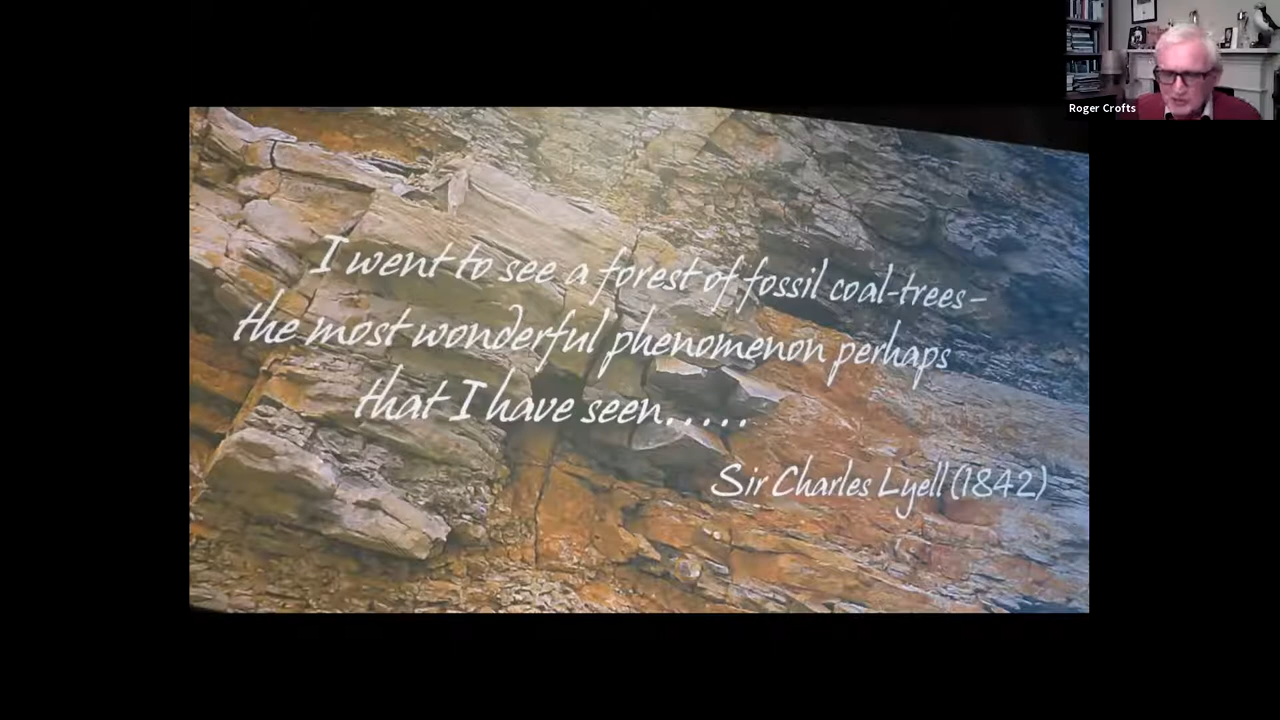 Roger Crofts
I went to see a forest of fossil coal-trees-
the most wonderful phenomenon perhaps
that I have seen.....
Sir Charles Lyell (1842)